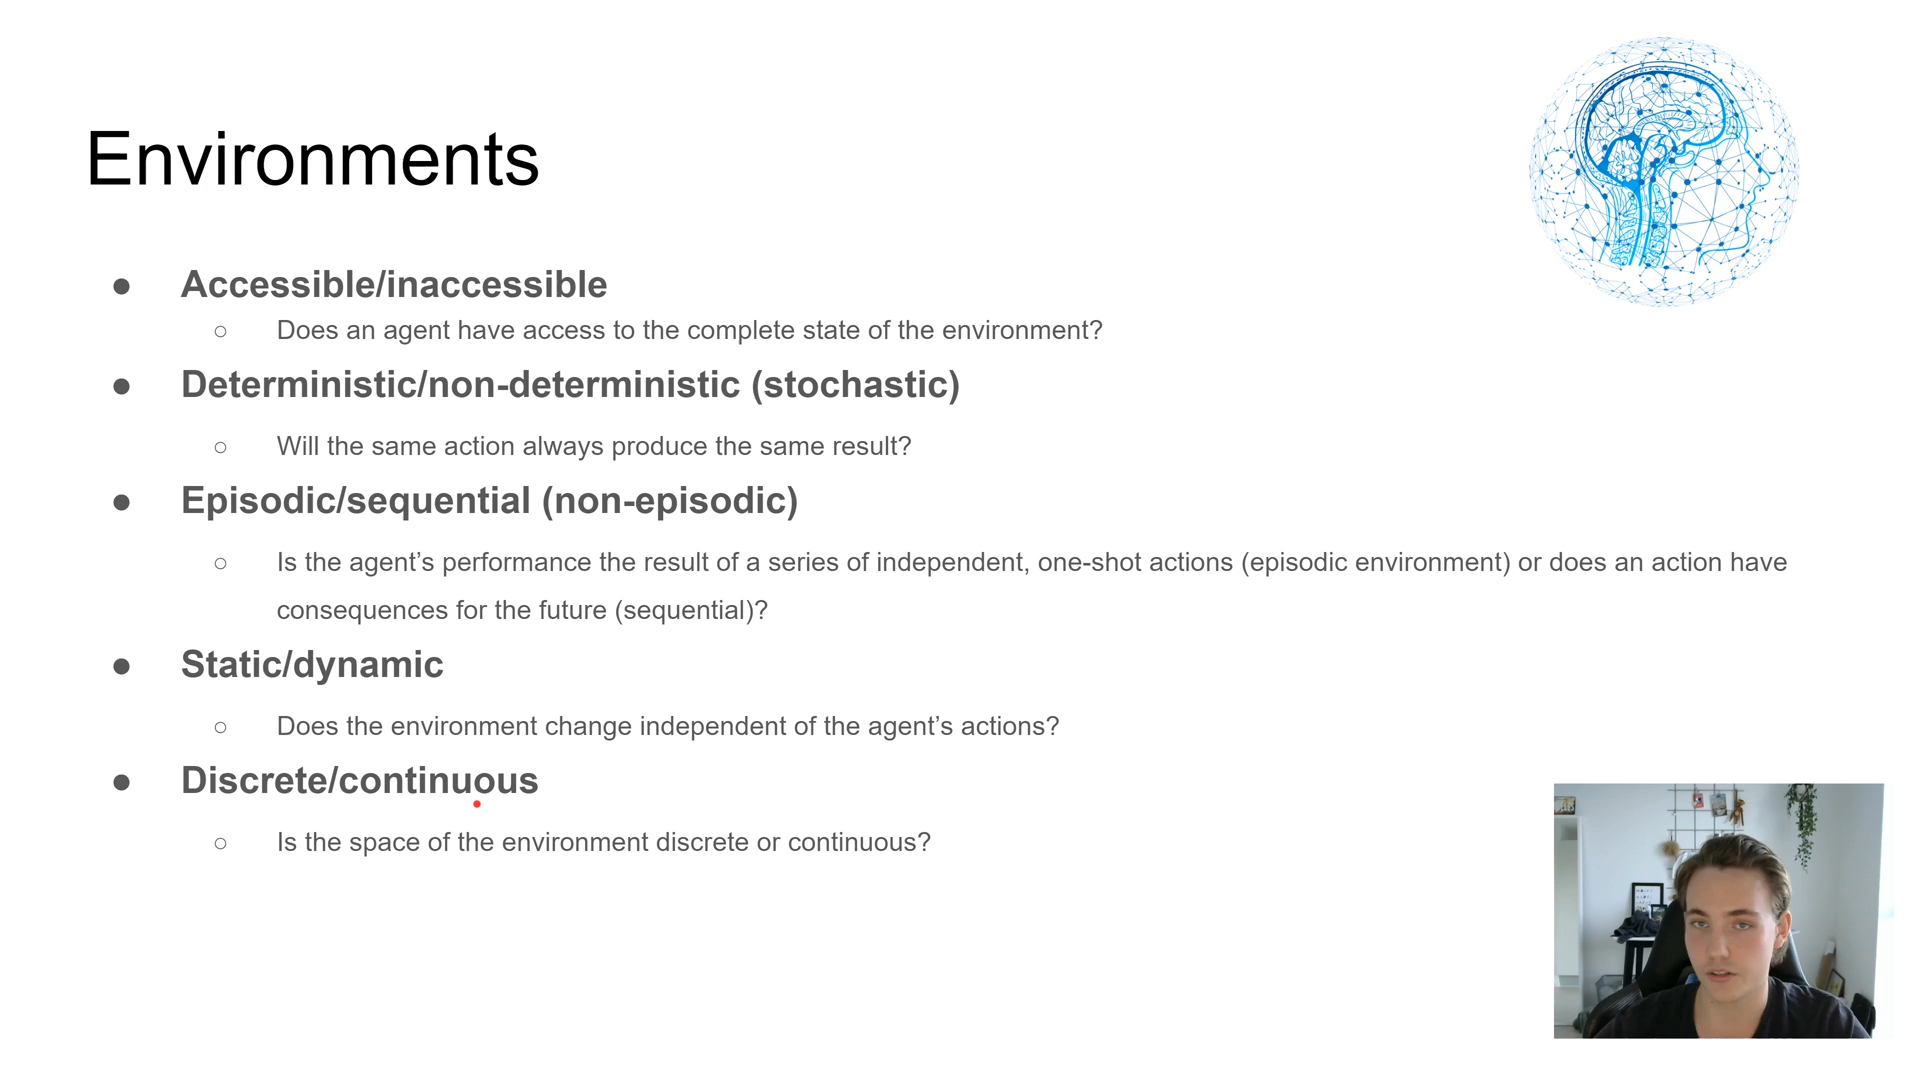 Environments
● Accessible/inaccessible
○ Does an agent have access to the complete state of the environment?
● Deterministic/non-deterministic (stochastic)
○ Will the same action always produce the same result?
● Episodic/sequential (non-episodic)
○ Is the agent’s performance the result of a series of independent, one-shot actions (episodic environment) or does an action have
consequences for the future (sequential)?
● Static/dynamic
○ Does the environment change independent of the agent’s actions?
● Discrete/continuous
○ Is the space of the environment discrete or continuous?